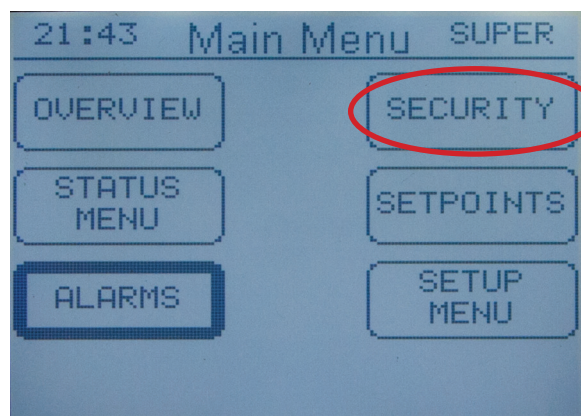 21:43 Main Menu SUPER
OVERVIEW
SECURITY
STATUS
MENU
SETPOINTS
ALARMS
SETUP
MENU